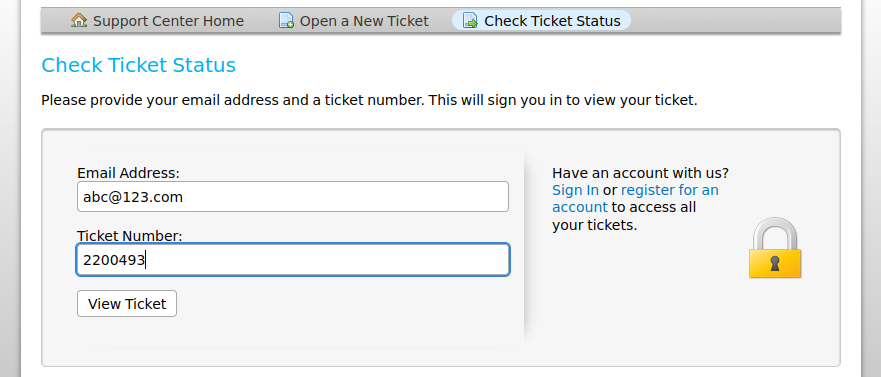 Support Center Home Open a New Ticket Check Ticket Status
Check Ticket Status
Please provide your email address and a ticket number. This will sign you in to view your ticket.
Email Address:
abc@123.com
Ticket Number:
2200493
View Ticket
Have an account with us?
Sign In or register for an
account to access all
your tickets.